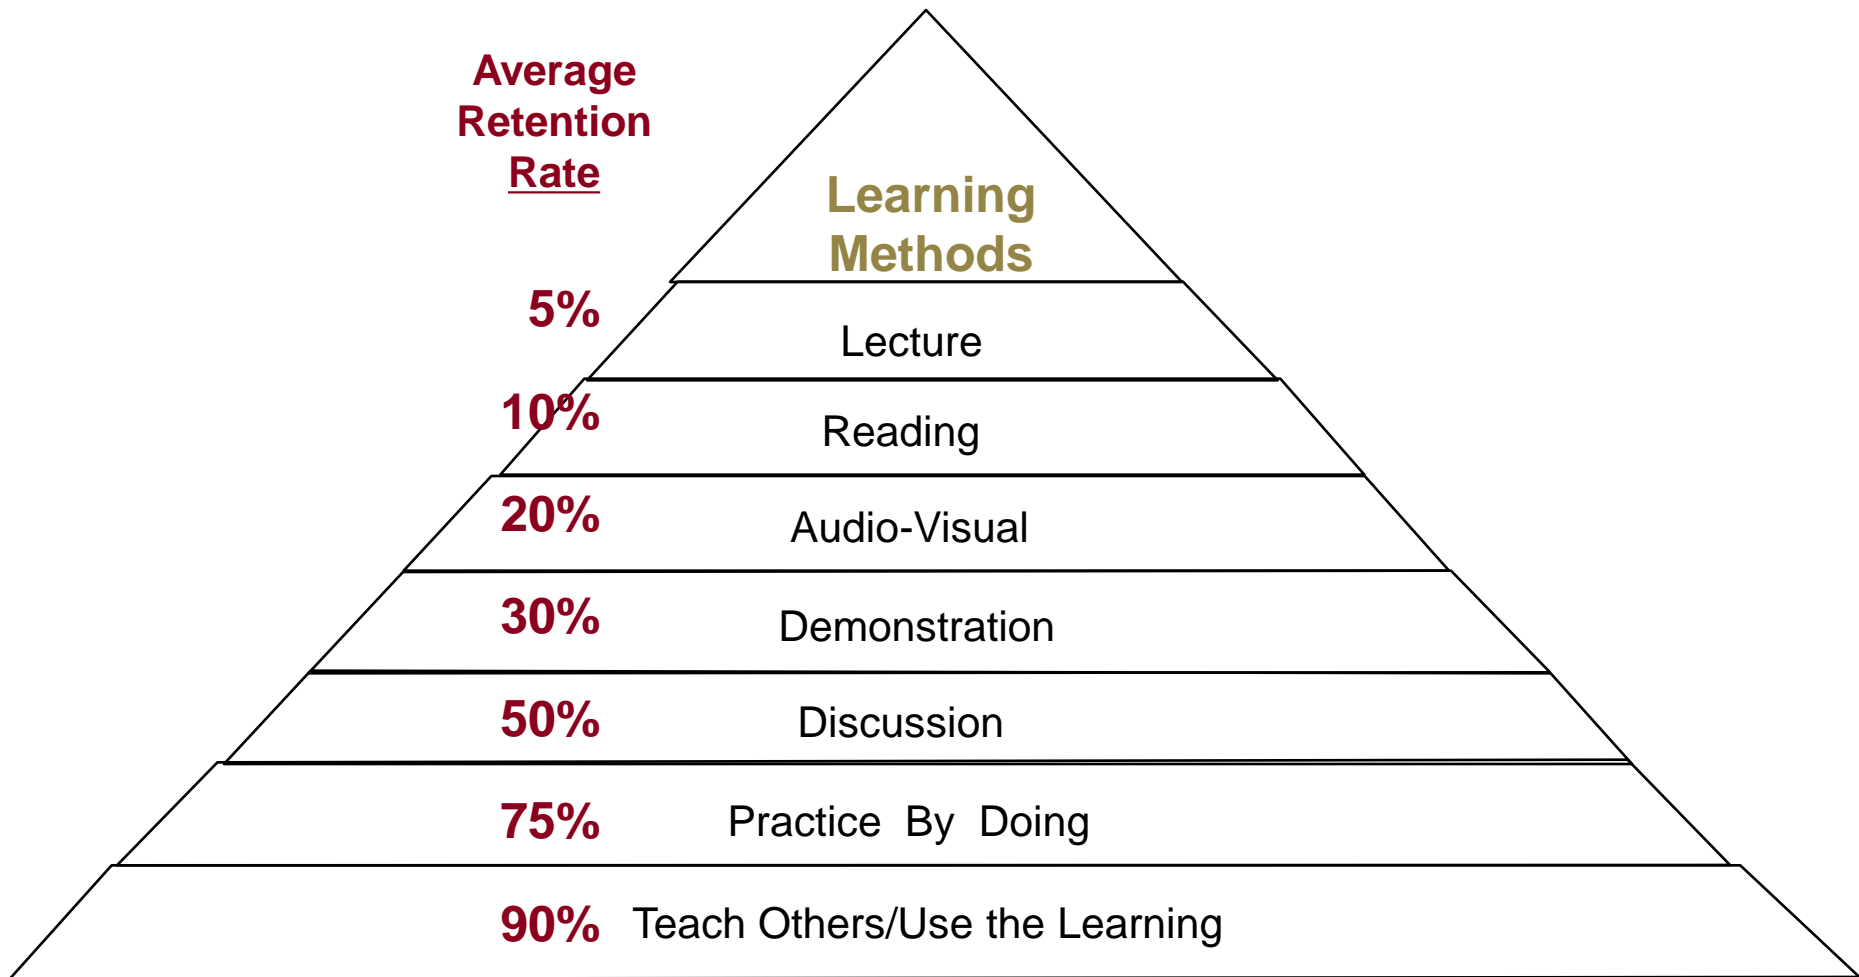 Average
Retention
Rate
Learning
Methods
5%
Lecture
10%
Reading
20%
Audio-Visual
30%
Demonstration
50%
Discussion
75%
Practice By Doing
90%
Teach Others/Use the Learning